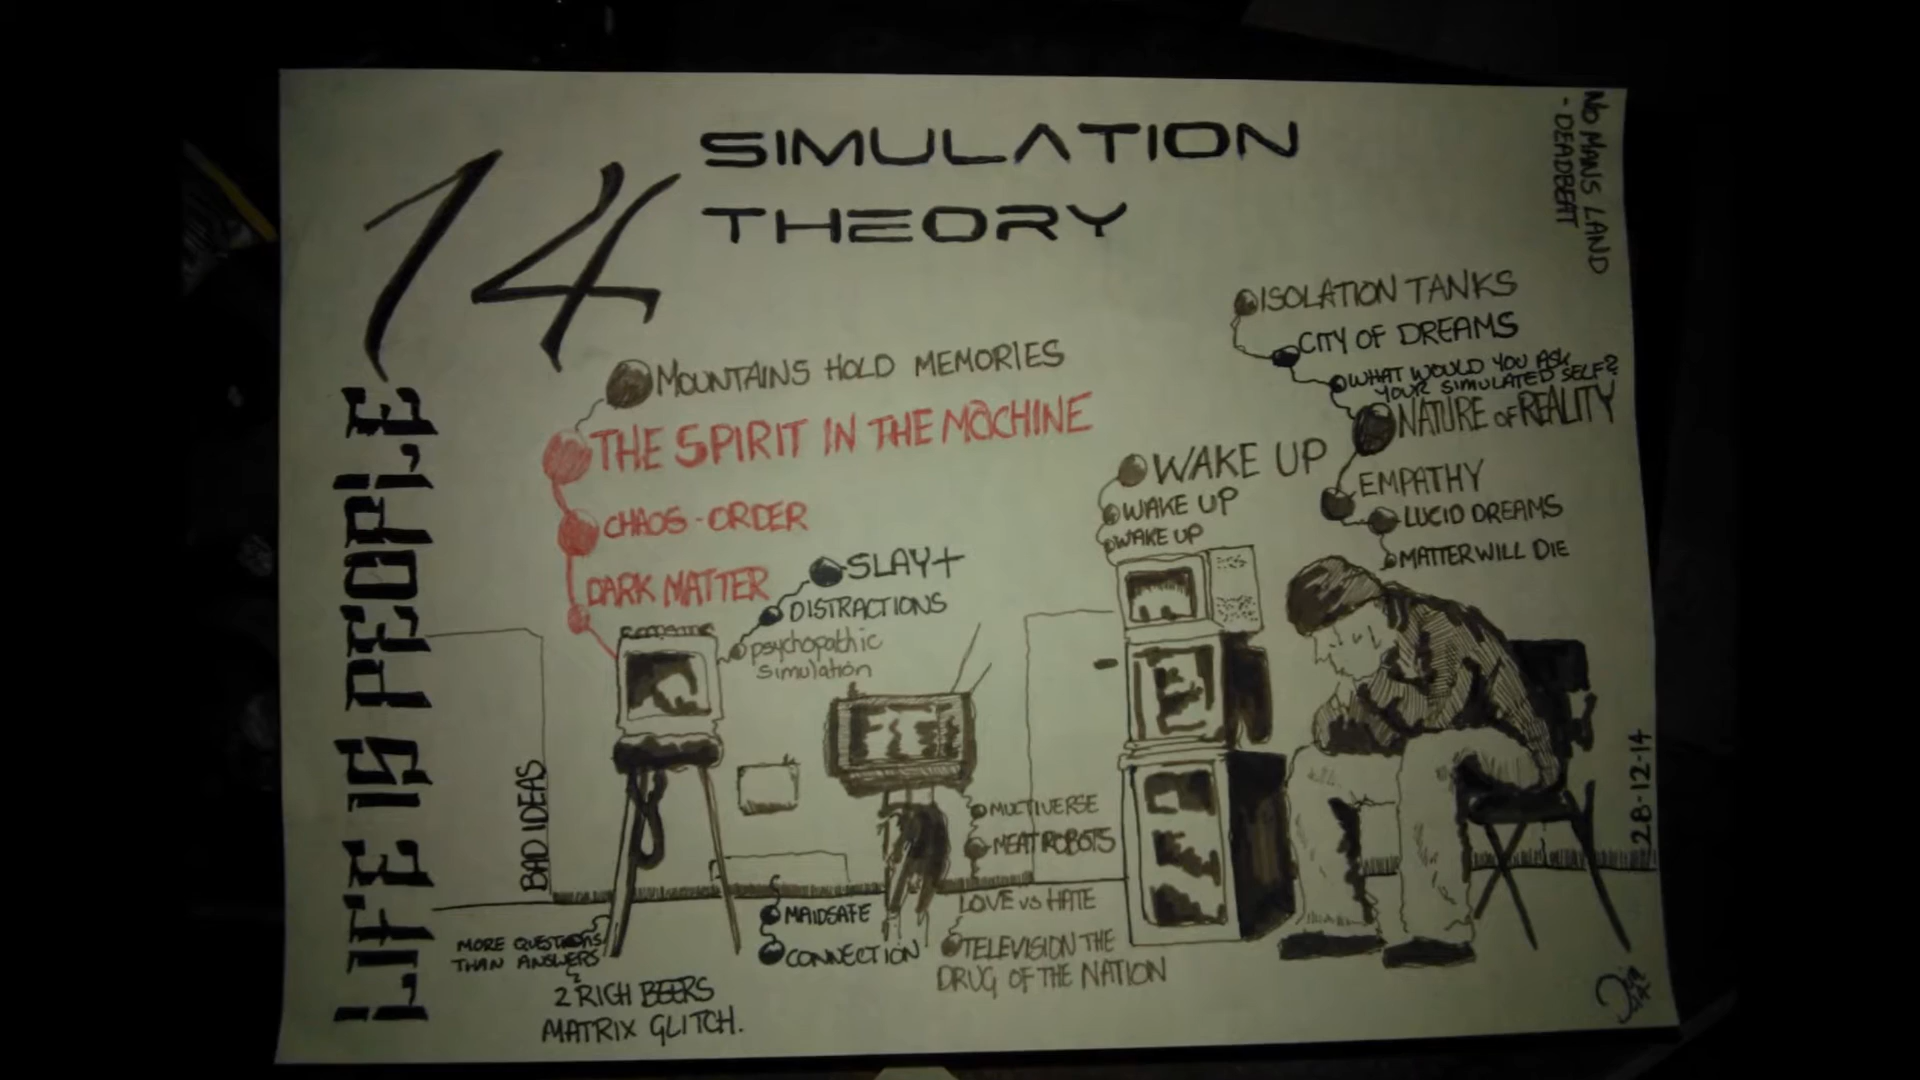 14
SIMULATION
THEORY
NO MANS LAND
- DEADBEAT
LIFE IS PEOPLE
MOUNTAINS HOLD MEMORIES
THE SPIRIT IN THE MACHINE
CHAOS - ORDER
DARK MATTER
SLAY+
DISTRACTIONS
psychopathic
simulation
ISOLATION TANKS
CITY OF DREAMS
WHAT WOULD YOU ASK
YOUR SIMULATED SELF?
NATURE OF REALITY
EMPATHY
LUCID DREAMS
MATTER WILL DIE
WAKE UP
WAKE UP
WAKE UP
BAD IDEAS
MULTIVERSE
MEAT ROBOTS
LOVE vs HATE
TELEVISION THE
DRUG OF THE NATION
MAIDSAFE
CONNECTION
MORE QUESTIONS
THAN ANSWERS
2 RICH BEERS
MATRIX GLITCH.
28-12-14